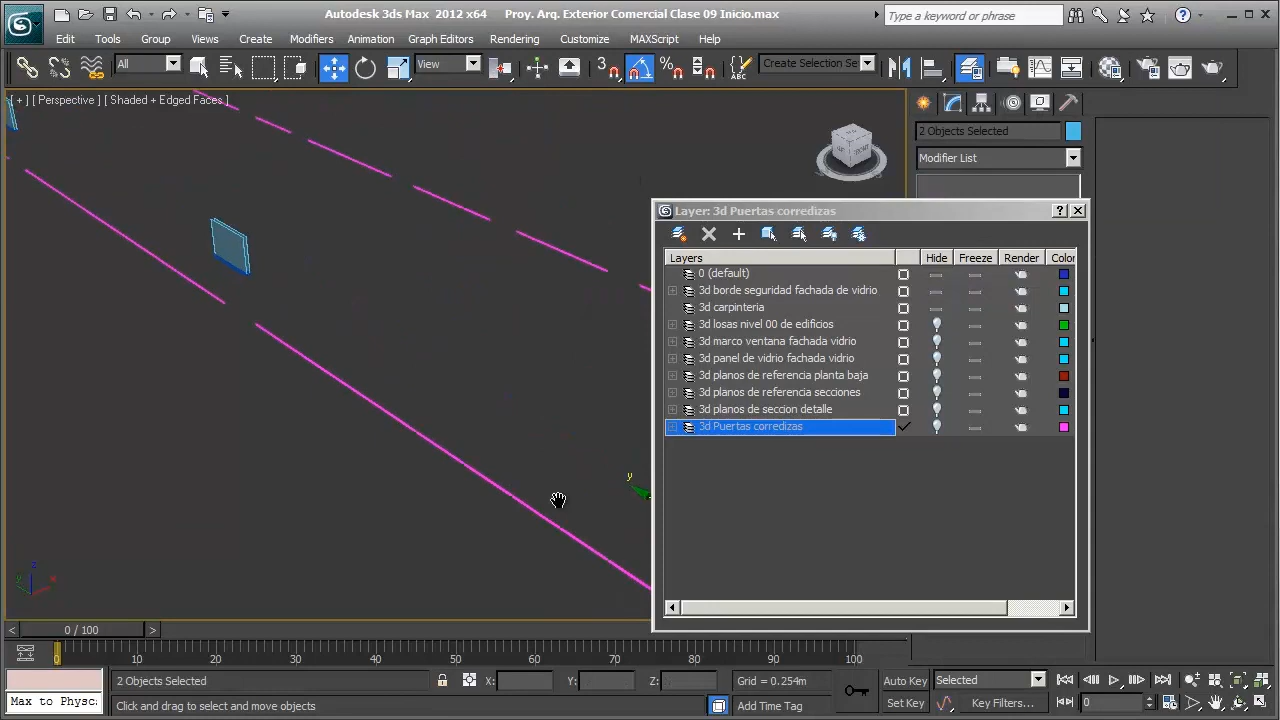 Autodesk 3ds Max 2012 x64 Proy. Arq. Exterior Comercial Clase 09 Inicio.max
Type a keyword or phrase
Edit Tools Group Views Create Modifiers Animation Graph Editors Rendering Customize MAXScript Help
All View 3 Create Selection Se
[ + ] [ Perspective ] [ Shaded + Edged Faces ]
2 Objects Selected
Modifier List
Layer: 3d Puertas corredizas ?
Layers Hide Freeze Render Color
0 (default)
3d borde seguridad fachada de vidrio
3d carpinteria
3d losas nivel 00 de edificios
3d marco ventana fachada vidrio
3d panel de vidrio fachada vidrio
3d planos de referencia planta baja
3d planos de referencia secciones
3d planos de seccion detalle
3d Puertas corredizas
y
z
y x
< 0 / 100 >
0 10 20 30 40 50 60 70 80 90 100
2 Objects Selected X: Y: Z: Grid = 0.254m Auto Key Selected
Max to Physc: Click and drag to select and move objects Add Time Tag Set Key Key Filters... 0